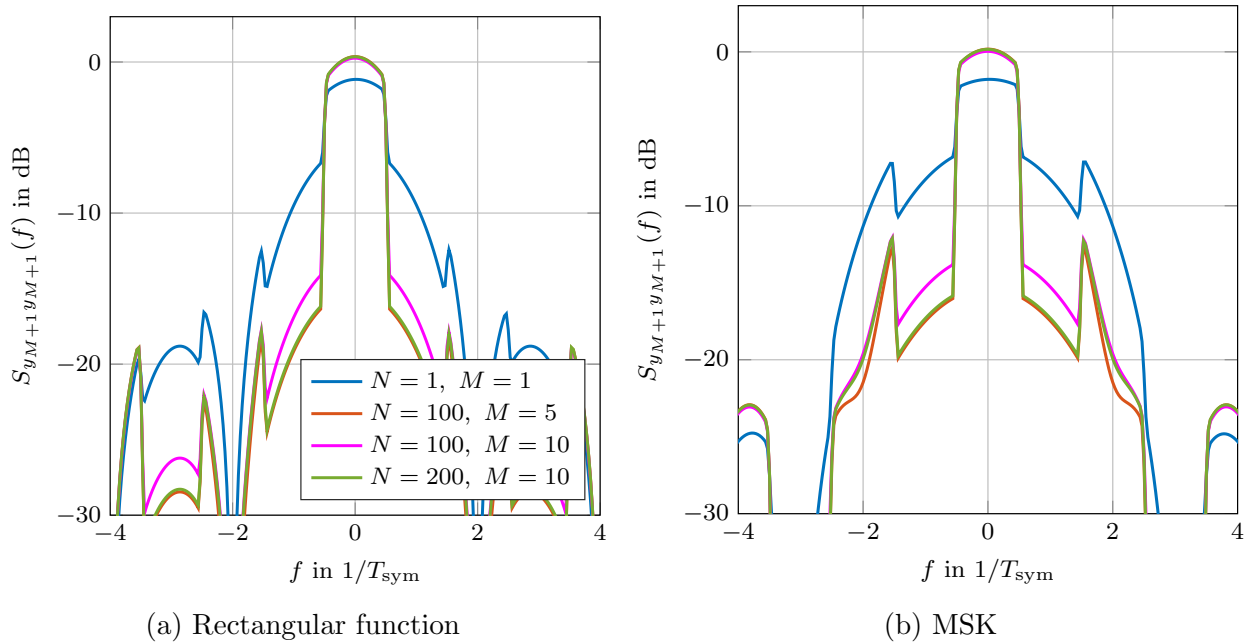 0
−10
−20
−30
−4
−2
0
2
4
f in 1/T_sym
S_{y_{M+1}y_{M+1}}(f) in dB
N = 1, M = 1
N = 100, M = 5
N = 100, M = 10
N = 200, M = 10
(a) Rectangular function
0
−10
−20
−30
−4
−2
0
2
4
f in 1/T_sym
S_{y_{M+1}y_{M+1}}(f) in dB
(b) MSK